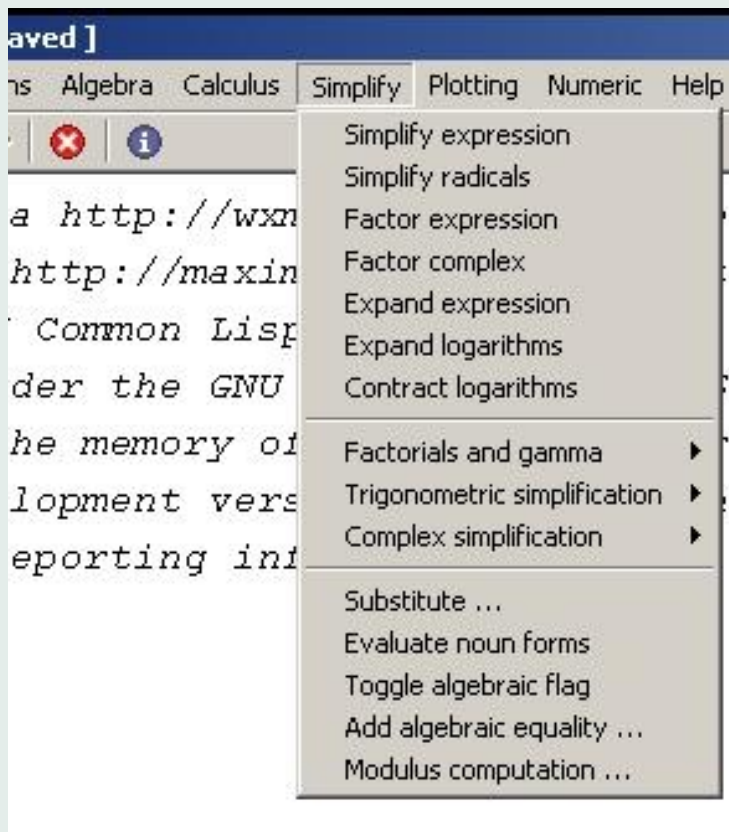 aved ]
ns Algebra Calculus Simplify Plotting Numeric Help
Simplify expression
Simplify radicals
Factor expression
Factor complex
Expand expression
Expand logarithms
Contract logarithms
Factorials and gamma
Trigonometric simplification
Complex simplification
Substitute ...
Evaluate noun forms
Toggle algebraic flag
Add algebraic equality ...
Modulus computation ...
a http://wxm
http://maxim
Common Lisp
der the GNU
he memory of
lopment vers
eporting inf